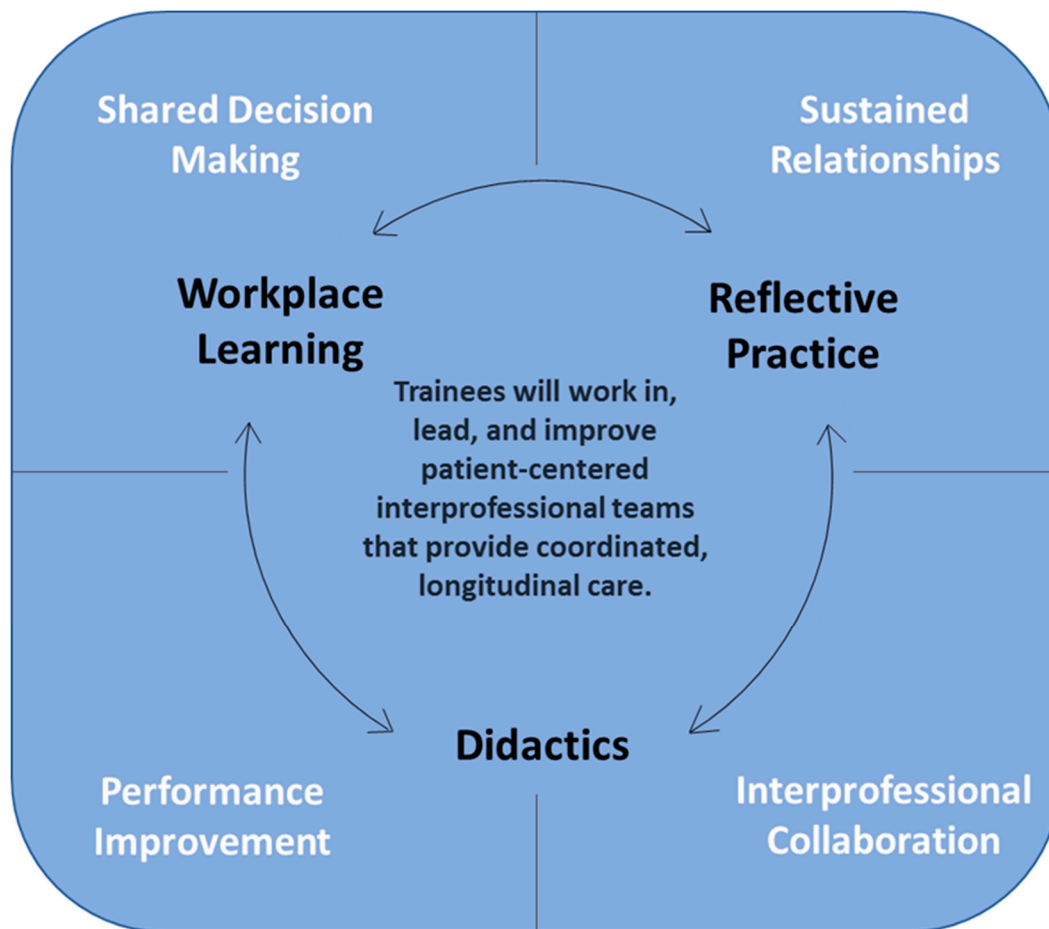 Shared Decision
Making
Sustained
Relationships
Workplace
Learning
Reflective
Practice
Trainees will work in,
lead, and improve
patient-centered
interprofessional teams
that provide coordinated,
longitudinal care.
Didactics
Performance
Improvement
Interprofessional
Collaboration